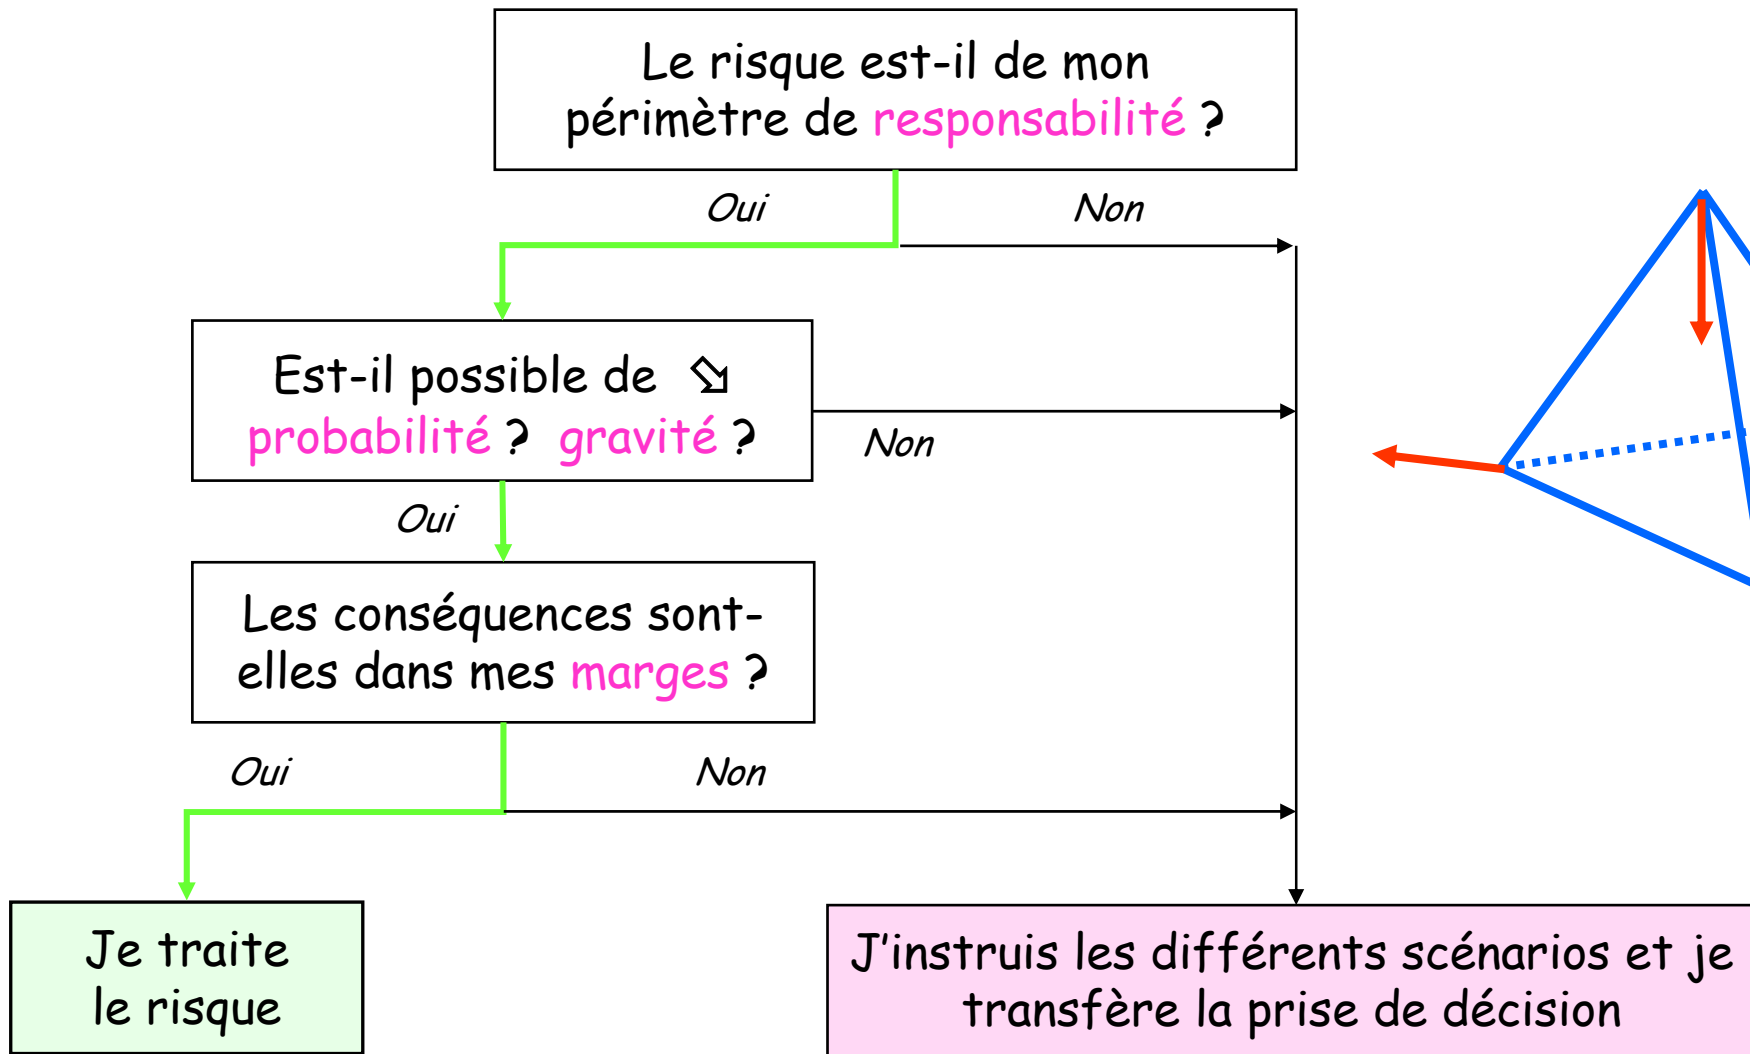 Le risque est-il de mon
périmètre de responsabilité ?
Oui
Non
Est-il possible de
probabilité ? gravité ?
Non
Oui
Les conséquences sont-
elles dans mes marges ?
Oui
Non
Je traite
le risque
J'instruis les différents scénarios et je
transfère la prise de décision